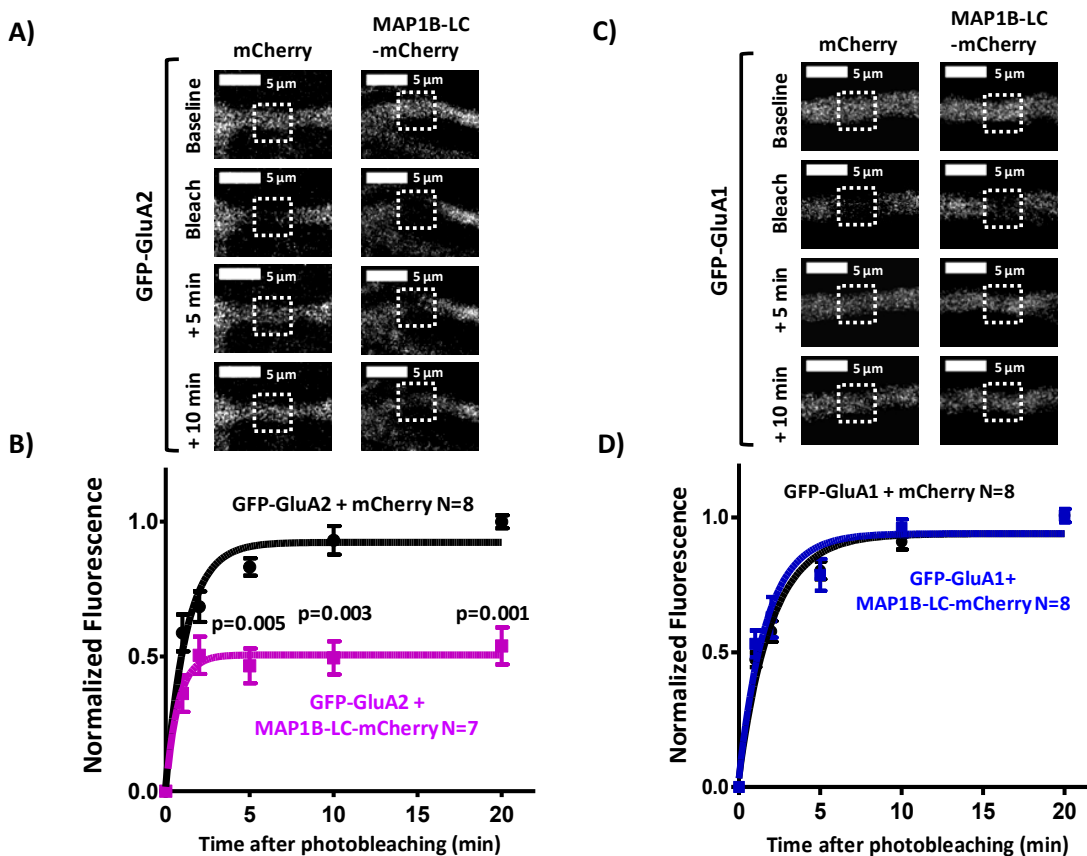 A)
mCherry
MAP1B-LC
-mCherry
GFP-GluA2
Baseline
5 μm
5 μm
Bleach
5 μm
5 μm
+ 5 min
5 μm
5 μm
+ 10 min
5 μm
5 μm
C)
mCherry
MAP1B-LC
-mCherry
GFP-GluA1
Baseline
5 μm
5 μm
Bleach
5 μm
5 μm
+ 5 min
5 μm
5 μm
+ 10 min
5 μm
5 μm
B)
Normalized Fluorescence
1.0
0.5
0.0
GFP-GluA2 + mCherry N=8
p=0.005
p=0.003
p=0.001
GFP-GluA2 +
MAP1B-LC-mCherry N=7
0 5 10 15 20
Time after photobleaching (min)
D)
Normalized Fluorescence
1.0
0.5
0.0
GFP-GluA1 + mCherry N=8
GFP-GluA1+
MAP1B-LC-mCherry N=8
0 5 10 15 20
Time after photobleaching (min)